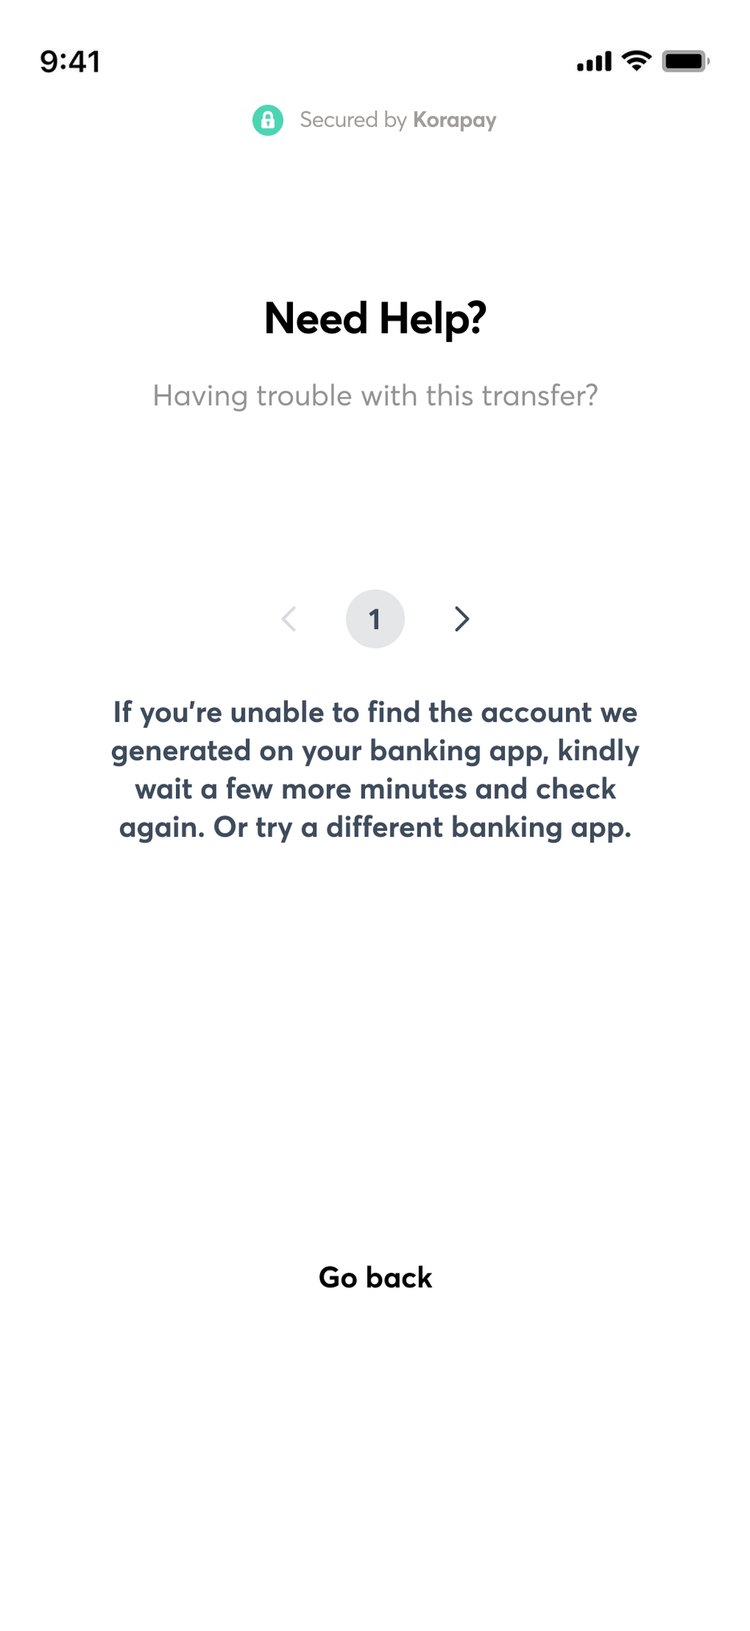 9:41
Secured by Korapay
Need Help?
Having trouble with this transfer?
1
If you’re unable to find the account we
generated on your banking app, kindly
wait a few more minutes and check
again. Or try a different banking app.
Go back